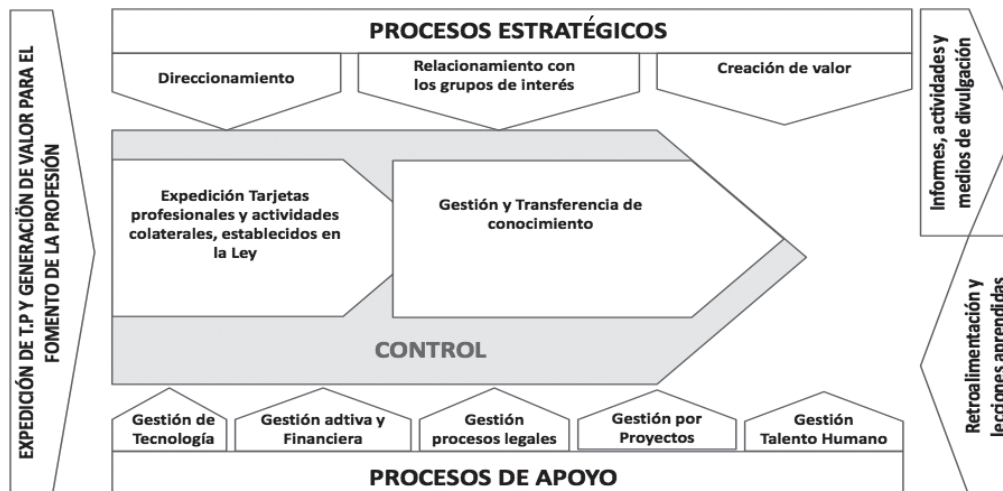 EXPEDICIÓN DE T.P Y GENERACÏÓN DE VALOR PARA EL
FOMENTO DE LA PROFESIÓN
PROCESOS ESTRATÉGICOS
Direccionamiento
Relacionamiento con
los grupos de interés
Creación de valor
Expedición Tarjetas
profesionales y actividades
colaterales, establecidos en
la Ley
Gestión y Transferencia de
conocimiento
CONTROL
Gestión de
Tecnología
Gestión adtiva y
Financiera
Gestión
procesos legales
Gestión por
Proyectos
Gestión
Talento Humano
PROCESOS DE APOYO
Informes, actividades y
medios de divulgación
Retroalimentación y
lecciones aprendidas